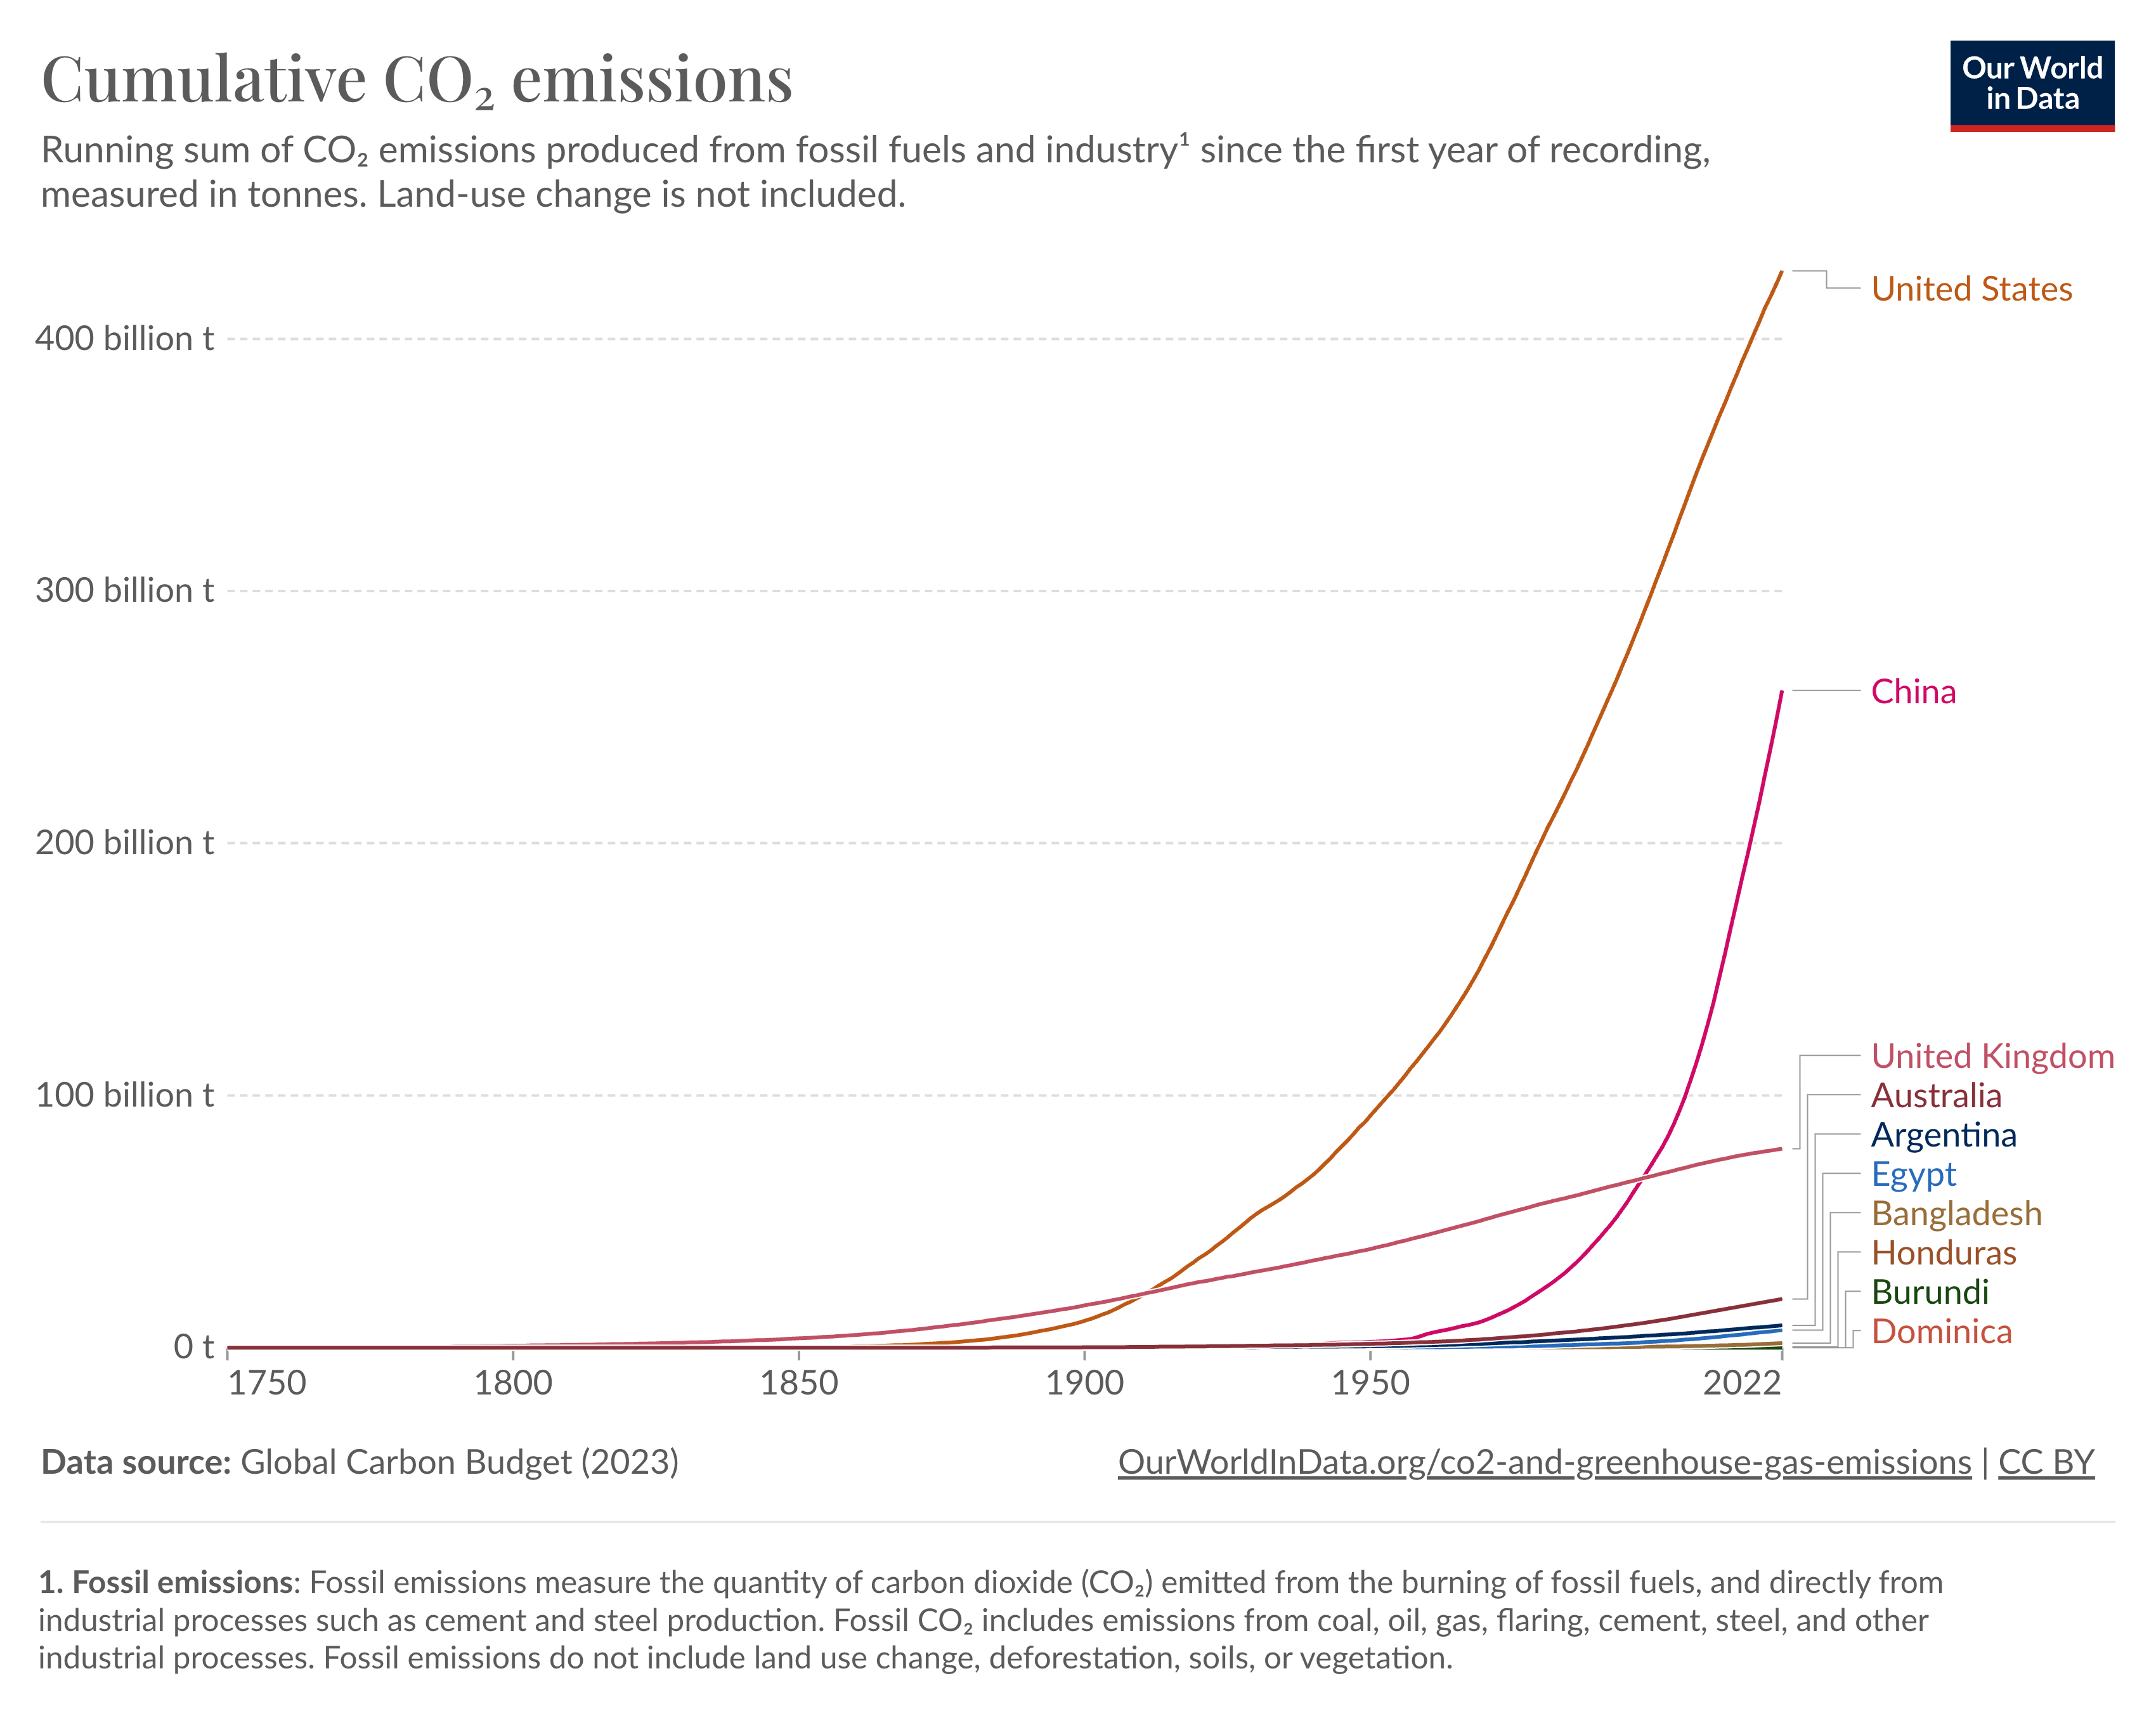 Cumulative CO₂ emissions
Our World
in Data
Running sum of CO₂ emissions produced from fossil fuels and industry¹ since the first year of recording,
measured in tonnes. Land-use change is not included.
United States
400 billion t
300 billion t
China
200 billion t
United Kingdom
100 billion t
Australia
Argentina
Egypt
Bangladesh
Honduras
Burundi
Dominica
0 t
1750 1800 1850 1900 1950 2022
Data source: Global Carbon Budget (2023)
OurWorldInData.org/co2-and-greenhouse-gas-emissions | CC BY
1. Fossil emissions: Fossil emissions measure the quantity of carbon dioxide (CO₂) emitted from the burning of fossil fuels, and directly from
industrial processes such as cement and steel production. Fossil CO₂ includes emissions from coal, oil, gas, flaring, cement, steel, and other
industrial processes. Fossil emissions do not include land use change, deforestation, soils, or vegetation.